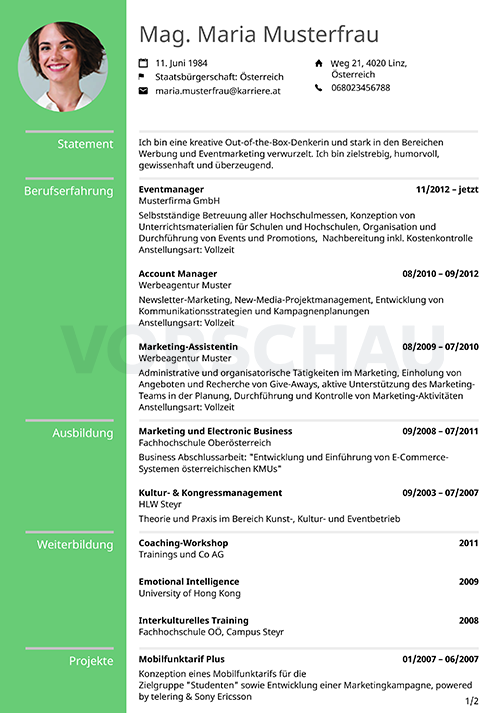 Mag. Maria Musterfrau
11. Juni 1984
Staatsbürgerschaft: Österreich
maria.musterfrau@karriere.at
Weg 21, 4020 Linz,
Österreich
068023456788
Statement
Ich bin eine kreative Out-of-the-Box-Denkerin und stark in den Bereichen
Werbung und Eventmarketing verwurzelt. Ich bin zielstrebig, humorvoll,
gewissenhaft und überzeugend.
Berufserfahrung
Eventmanager 11/2012 – jetzt
Musterfirma GmbH
Selbstständige Betreuung aller Hochschulmessen, Konzeption von
Unterrichtsmaterialien für Schulen und Hochschulen, Organisation und
Durchführung von Events und Promotions, Nachbereitung inkl. Kostenkontrolle
Anstellungsart: Vollzeit
Account Manager 08/2010 – 09/2012
Werbeagentur Muster
Newsletter-Marketing, New-Media-Projektmanagement, Entwicklung von
Kommunikationsstrategien und Kampagnenplanungen
Anstellungsart: Vollzeit
VORSCHAU
Marketing-Assistentin 08/2009 – 07/2010
Werbeagentur Muster
Administrative und organisatorische Tätigkeiten im Marketing, Einholung von
Angeboten und Recherche von Give-Aways, aktive Unterstützung des Marketing-
Teams in der Planung, Durchführung und Kontrolle von Marketing-Aktivitäten
Anstellungsart: Vollzeit
Ausbildung
Marketing und Electronic Business 09/2008 – 07/2011
Fachhochschule Oberösterreich
Business Abschlussarbeit: "Entwicklung und Einführung von E-Commerce-
Systemen österreichischen KMUs"
Kultur- & Kongressmanagement 09/2003 – 07/2007
HLW Steyr
Theorie und Praxis im Bereich Kunst-, Kultur- und Eventbetrieb
Weiterbildung
Coaching-Workshop 2011
Trainings und Co AG
Emotional Intelligence 2009
University of Hong Kong
Interkulturelles Training 2008
Fachhochschule OÖ, Campus Steyr
Projekte
Mobilfunktarif Plus 01/2007 – 06/2007
Konzeption eines Mobilfunktarifs für die
Zielgruppe "Studenten" sowie Entwicklung einer Marketingkampagne, powered
by telering & Sony Ericsson
1/2